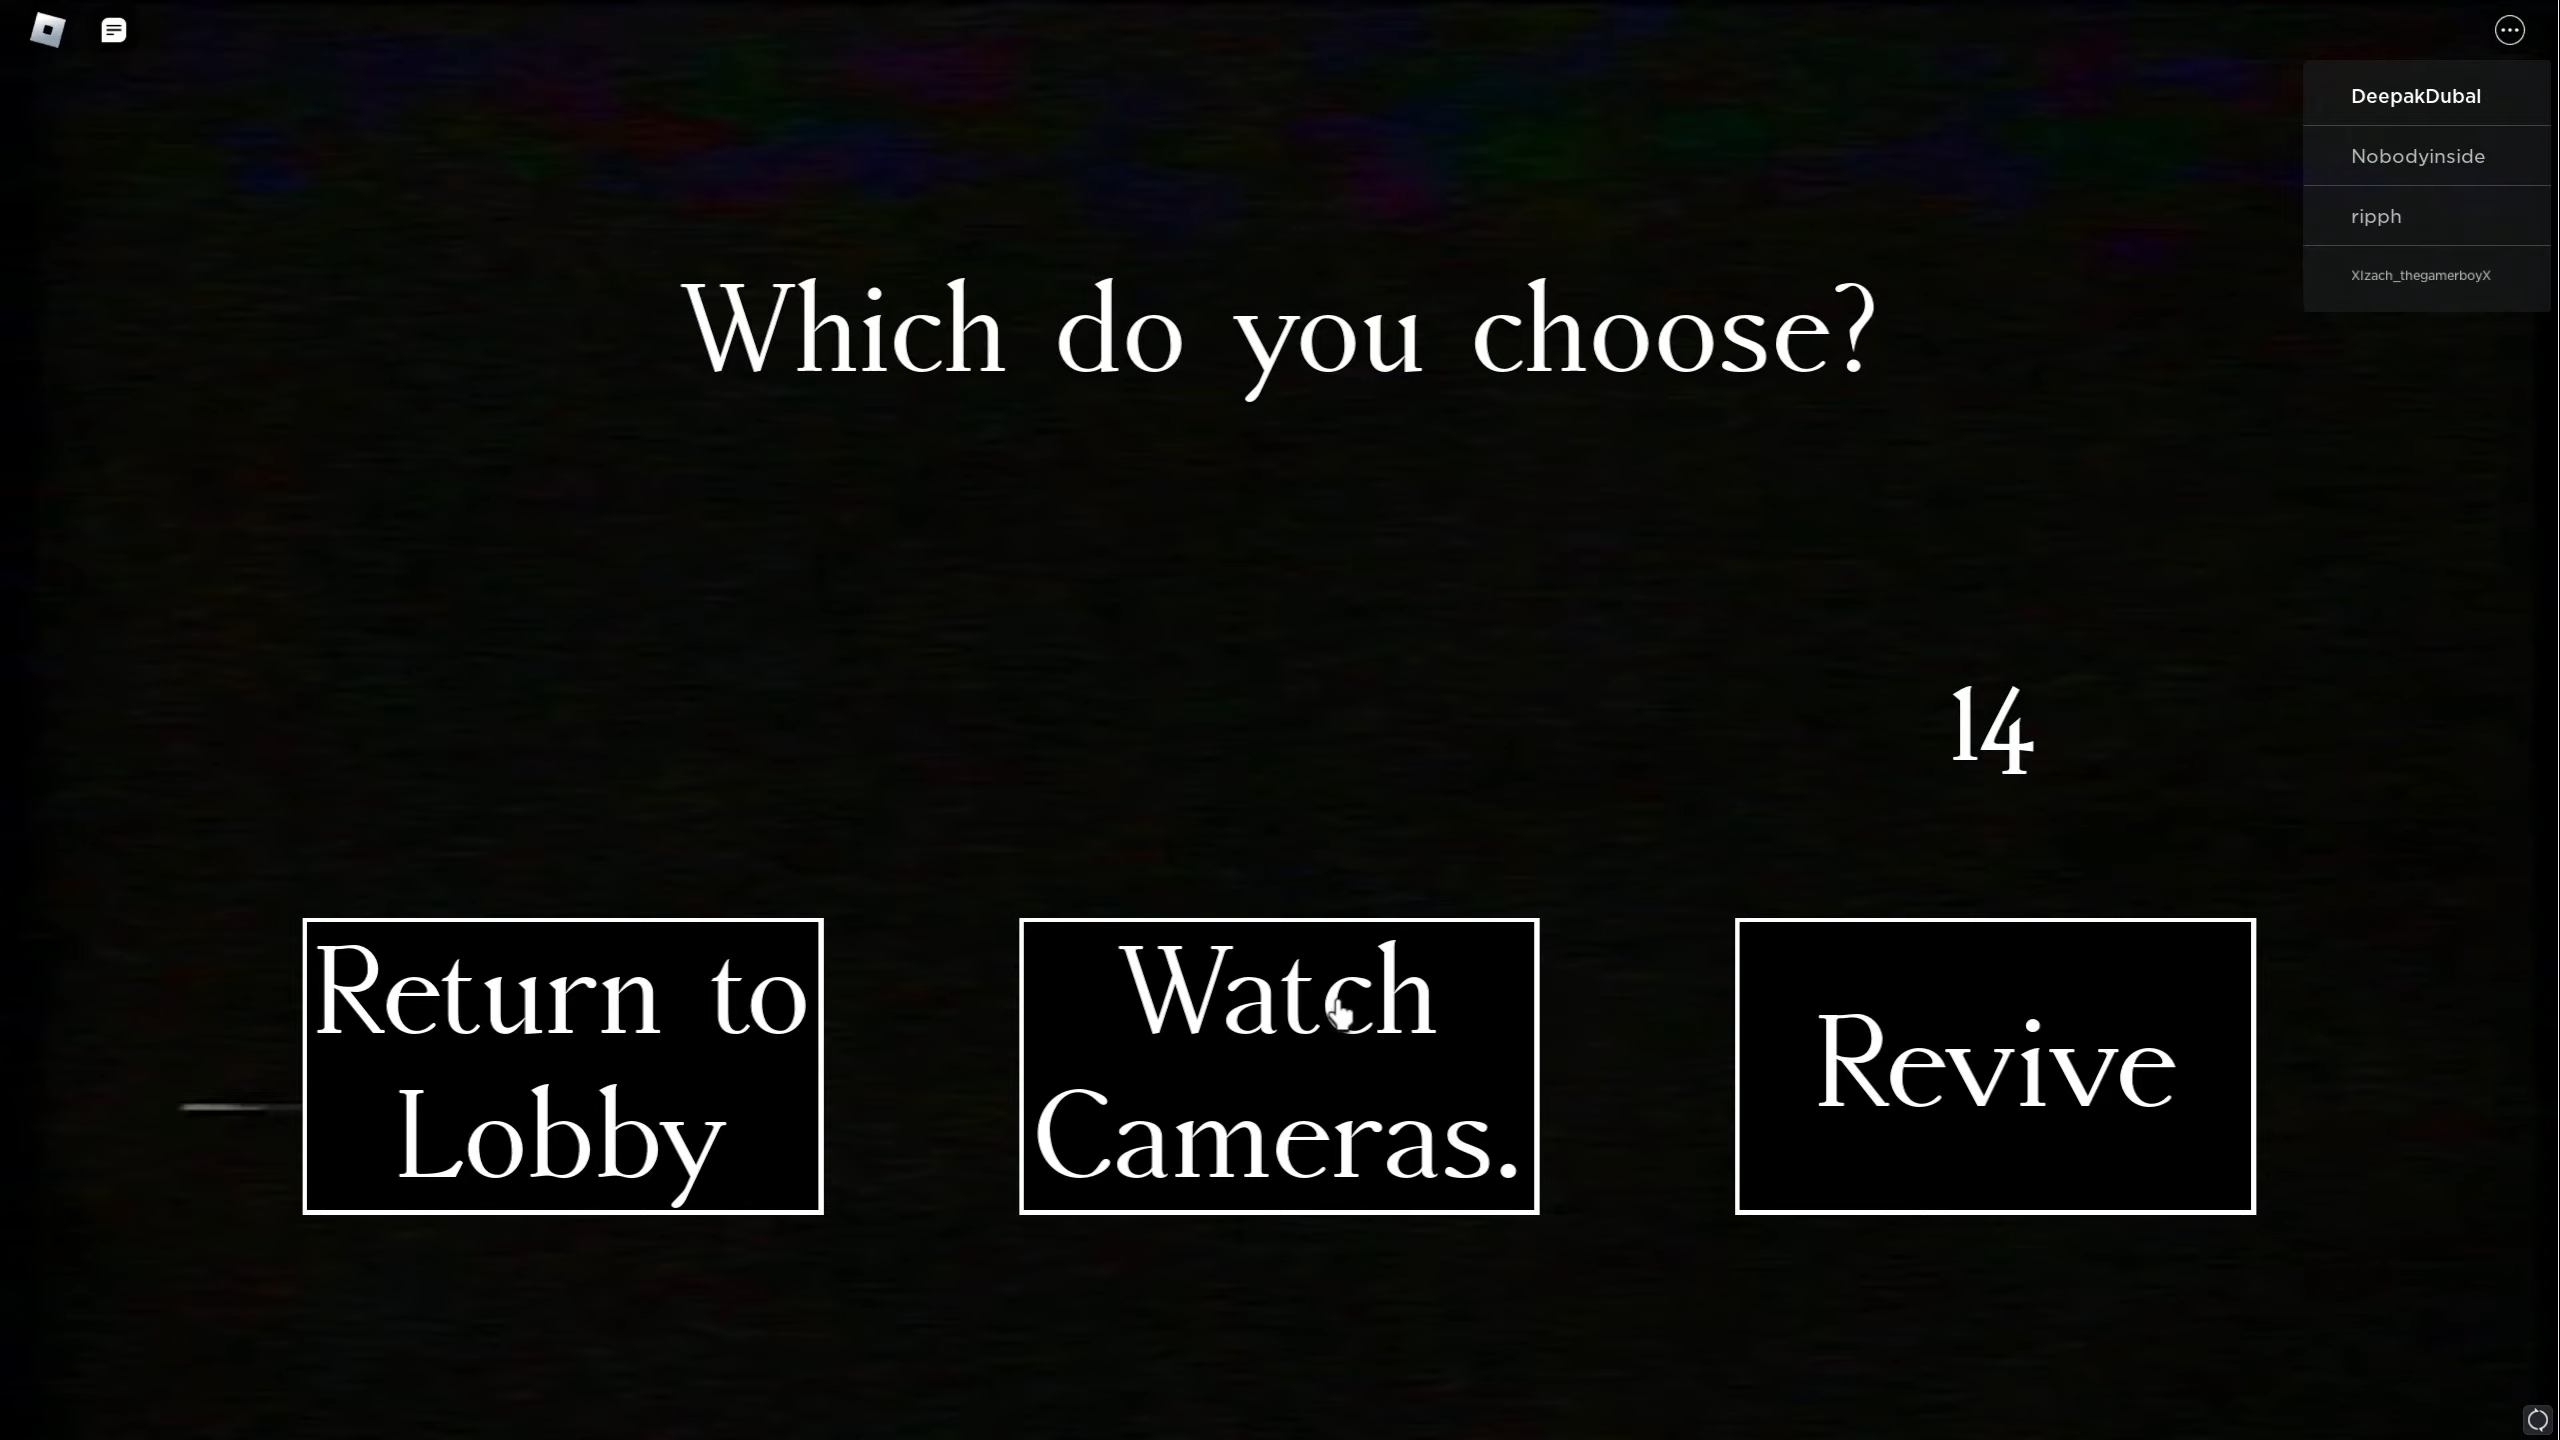 DeepakDubal
Nobodyinside
ripph
XIzach_thegamerboyX
Which do you choose?
14
Return to
Lobby
Watch
Cameras.
Revive